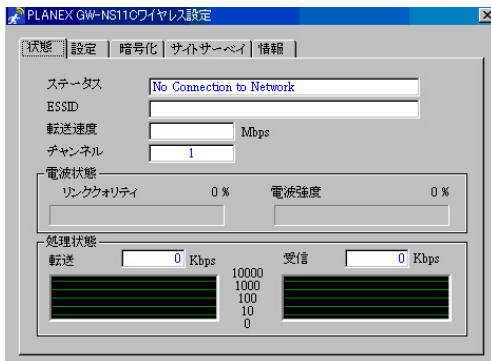 PLANEX GW-NS11Cワイヤレス設定
状態 設定 暗号化 サイトサーベイ 情報
ステータス No Connection to Network
ESSID
転送速度 Mbps
チャンネル 1
電波状態
リンククォリティ 0 % 電波強度 0 %
処理状態
転送 0 Kbps 受信 0 Kbps
10000
1000
100
10
0